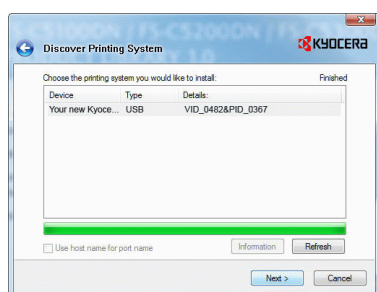 Discover Printing System
KYOCERA
Choose the printing system you would like to install:
Finished
Device Type Details:
Your new Kyoce... USB VID_0482&PID_0367
Use host name for port name
Information Refresh
Next > Cancel